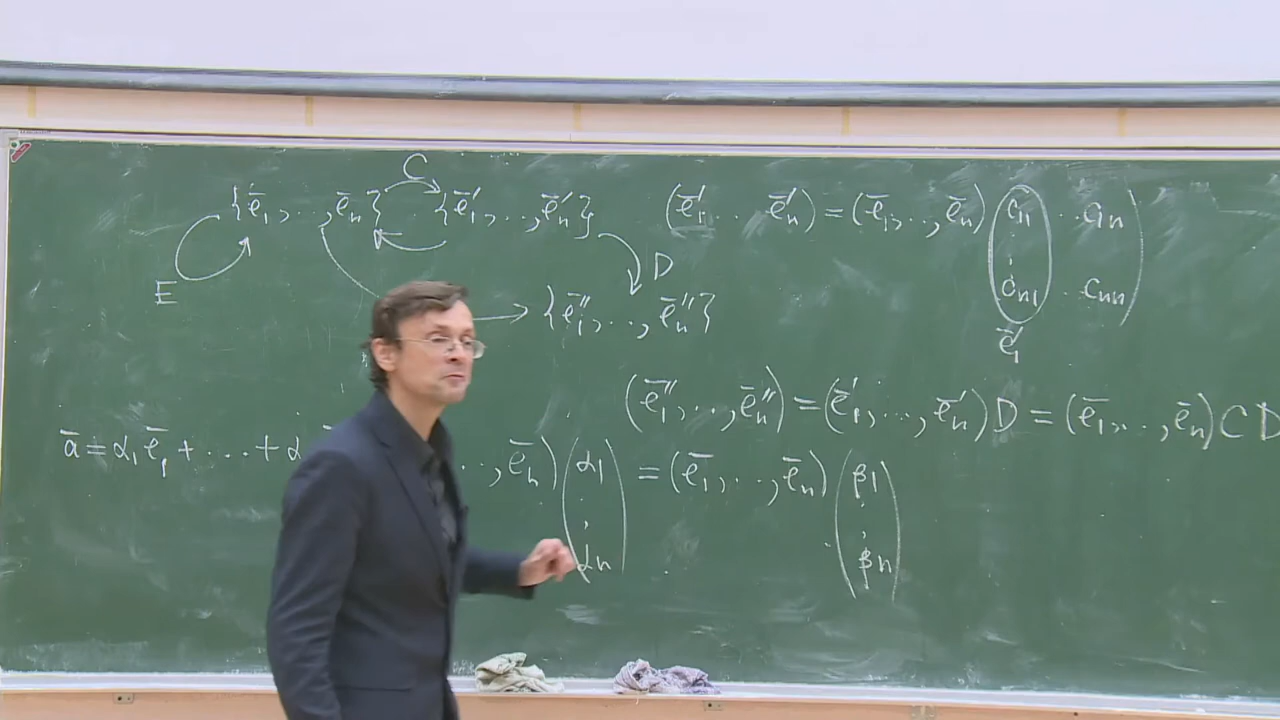 C
{ē₁, .., ēₙ} {ē′₁, .., ē′ₙ} (ē′₁ .. ē′ₙ) = (ē₁, .., ēₙ) (c₁₁ .. c₁ₙ
cₙ₁ .. cₙₙ)
E D
{ē″₁, .., ē″ₙ} ē′₁
(ē″₁, .., ē″ₙ) = (ē′₁, .., ē′ₙ) D = (ē₁, .., ēₙ) C D
ā = α₁ē₁ + ... + α .., ēₙ) (α₁ = (ē₁, .., ēₙ) (β₁
αₙ) βₙ)